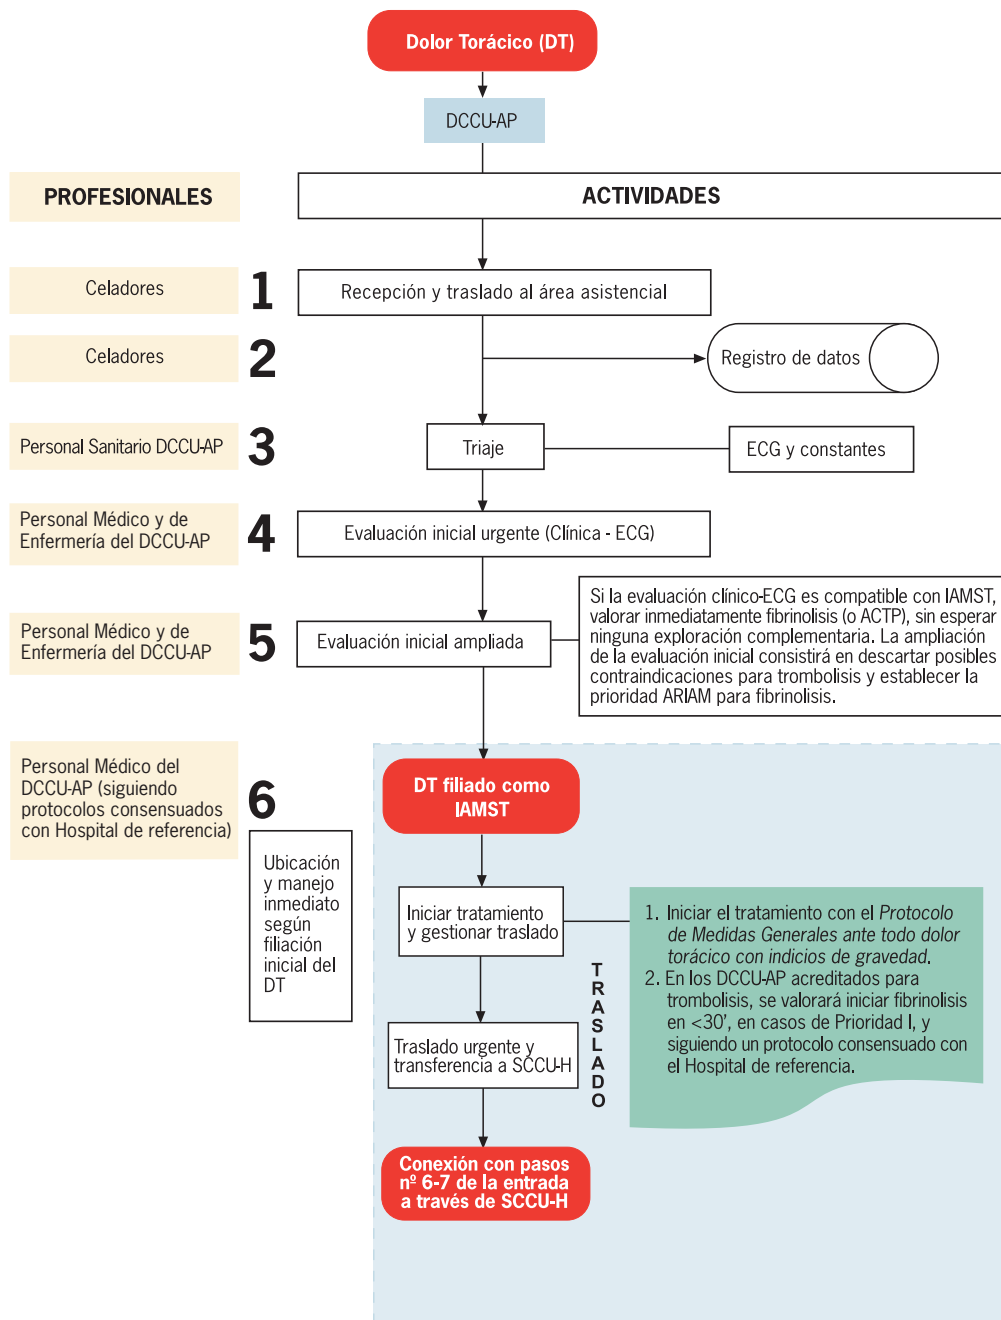 Dolor Torácico (DT)
DCCU-AP
PROFESIONALES
ACTIVIDADES
Celadores
1
Recepción y traslado al área asistencial
Celadores
2
Registro de datos
Personal Sanitario DCCU-AP
3
Triaje
ECG y constantes
Personal Médico y de
Enfermería del DCCU-AP
4
Evaluación inicial urgente (Clínica - ECG)
Personal Médico y de
Enfermería del DCCU-AP
5
Evaluación inicial ampliada
Si la evaluación clínico-ECG es compatible con IAMST,
valorar inmediatamente fibrinolisis (o ACTP), sin esperar
ninguna exploración complementaria. La ampliación
de la evaluación inicial consistirá en descartar posibles
contraindicaciones para trombolisis y establecer la
prioridad ARIAM para fibrinolisis.
Personal Médico del
DCCU-AP (siguiendo
protocolos consensuados
con Hospital de referencia)
6
Ubicación
y manejo
inmediato
según
filiación
inicial del
DT
DT filiado como
IAMST
Iniciar tratamiento
y gestionar traslado
TRASLADO
1. Iniciar el tratamiento con el Protocolo
de Medidas Generales ante todo dolor
torácico con indicios de gravedad.
2. En los DCCU-AP acreditados para
trombolisis, se valorará iniciar fibrinolisis
en <30’, en casos de Prioridad I, y
siguiendo un protocolo consensuado con
el Hospital de referencia.
Traslado urgente y
transferencia a SCCU-H
Conexión con pasos
nº 6-7 de la entrada
a través de SCCU-H